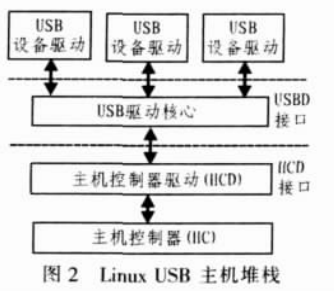 USB
设备驱动
USB
设备驱动
USB
设备驱动
USB驱动核心
USBD
接口
主机控制器驱动(HCD)
HCD
接口
主机控制器(HC)
图2 Linux USB 主机堆栈